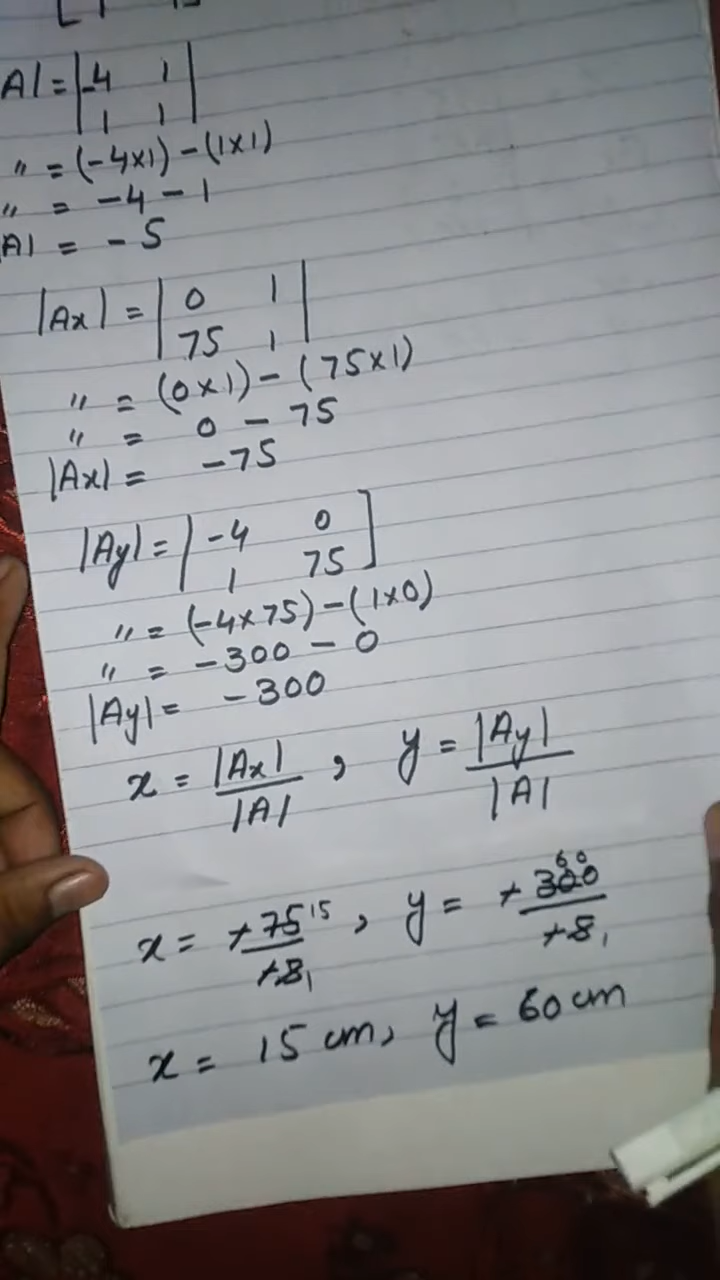 A| = |-4 1|
|1 1|
" = (-4×1) - (1×1)
" = -4 - 1
A| = -5
|Ax| = |0 1|
|75 1|
" = (0×1) - (75×1)
" = 0 - 75
|Ax| = -75
|Ay| = |-4 0]
|1 75]
" = (-4×75) - (1×0)
" = -300 - 0
|Ay| = -300
x = |Ax| / |A| , y = |Ay| / |A|
x = +75 15 / +5 1 , y = +300 60 / +5 1
x = 15 cm, y = 60 cm